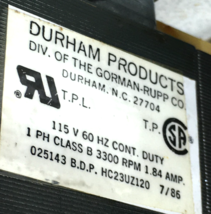 DURHAM PRODUCTS
DIV. OF THE GORMAN-RUPP CO.
DURHAM, N.C. 27704
T.P.L. T.P.
115 V 60 HZ CONT. DUTY
1 PH CLASS B 3300 RPM 1.84 AMP.
025143 B.D.P. HC23UZ120 7/86